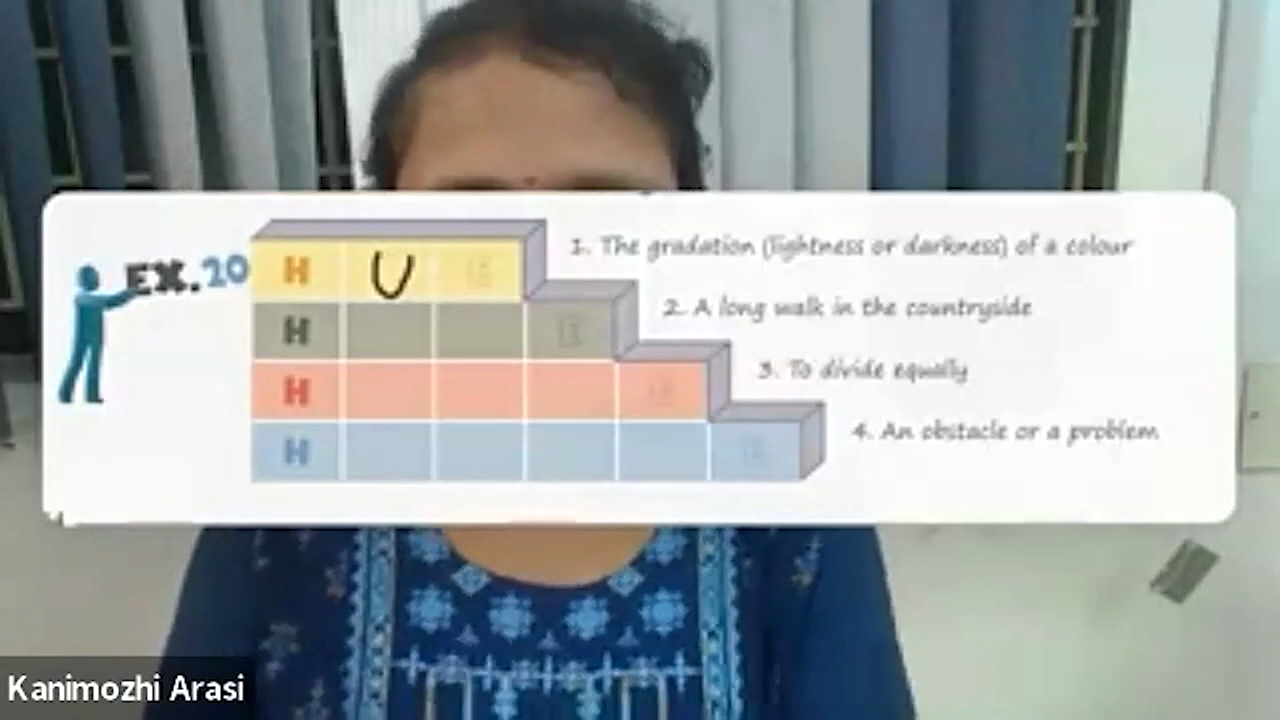 EX.20
H U E
1. The gradation (lightness or darkness) of a colour
H E
2. A long walk in the countryside
H E
3. To divide equally
H E
4. An obstacle or a problem
Kanimozhi Arasi